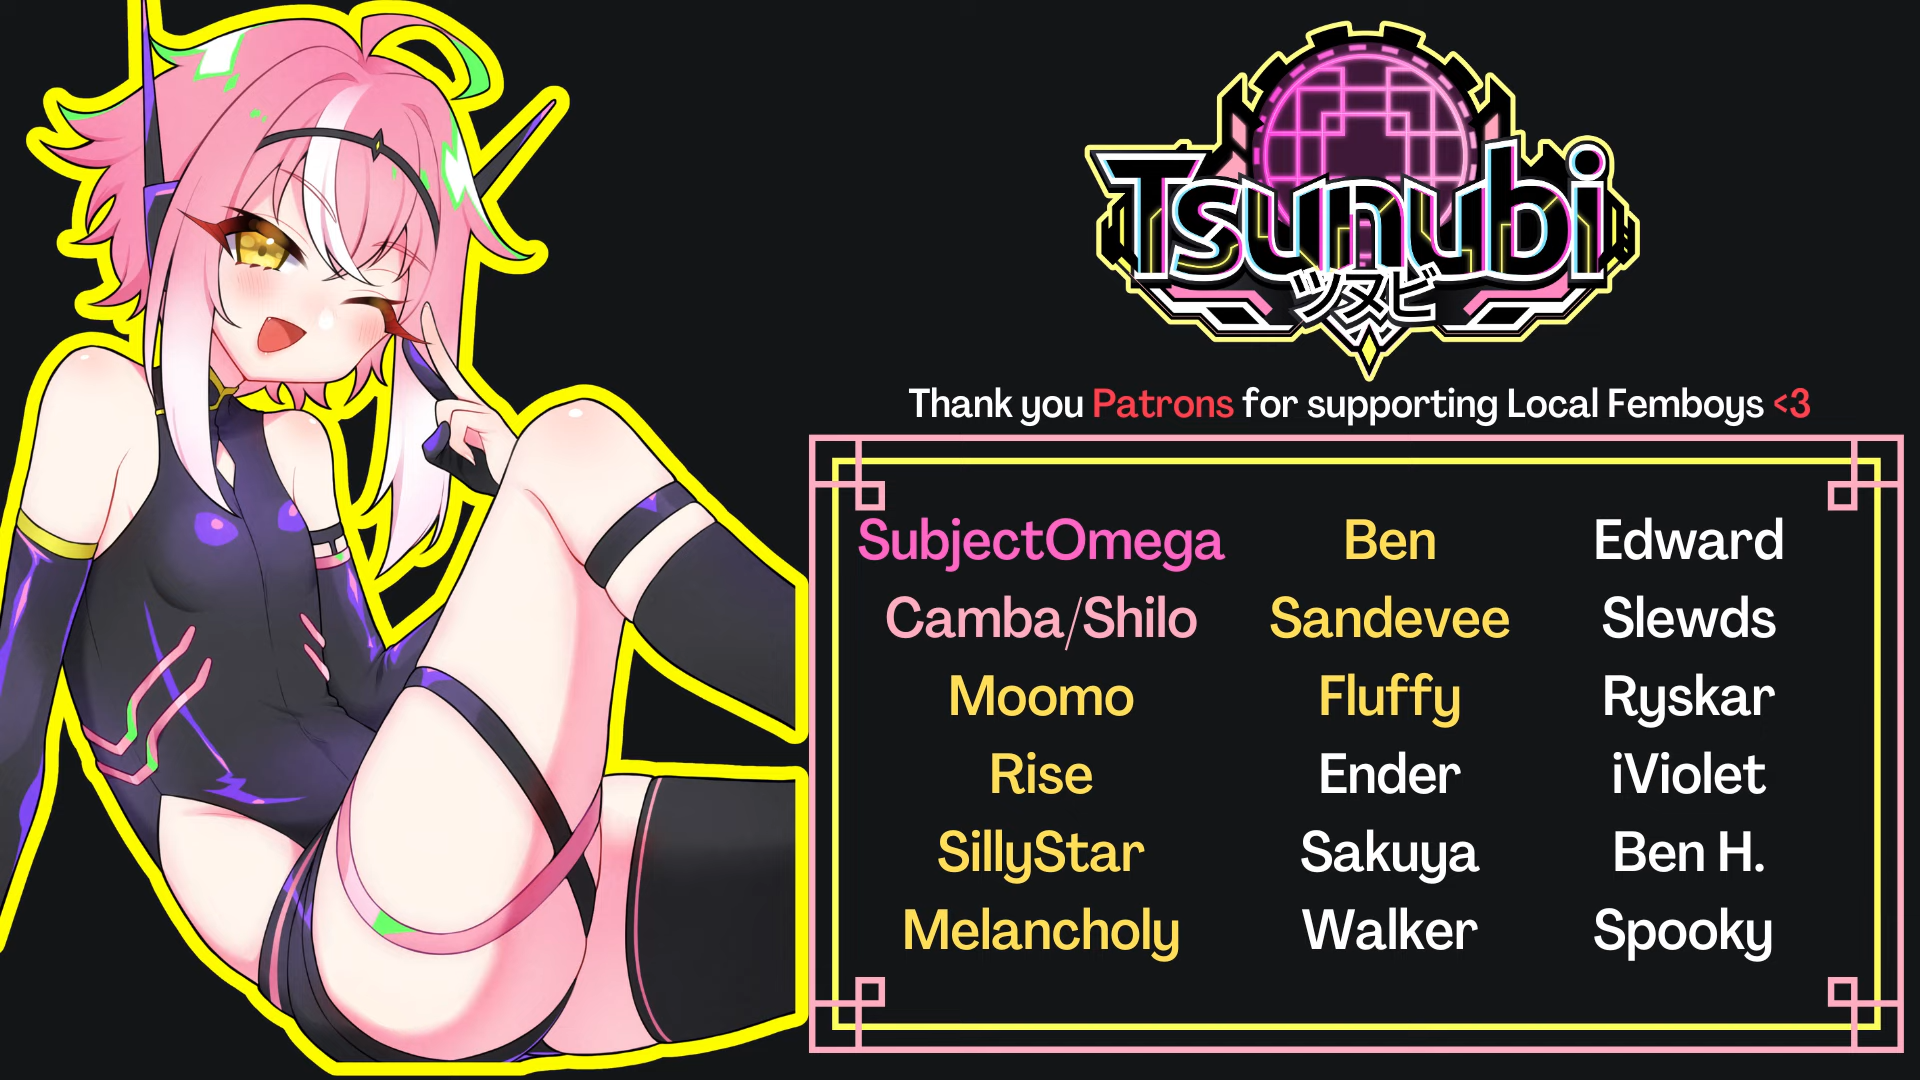 Tsunubi
ツヌビ
Thank you Patrons for supporting Local Femboys <3
SubjectOmega Ben Edward
Camba/Shilo Sandevee Slewds
Moomo Fluffy Ryskar
Rise Ender iViolet
SillyStar Sakuya Ben H.
Melancholy Walker Spooky